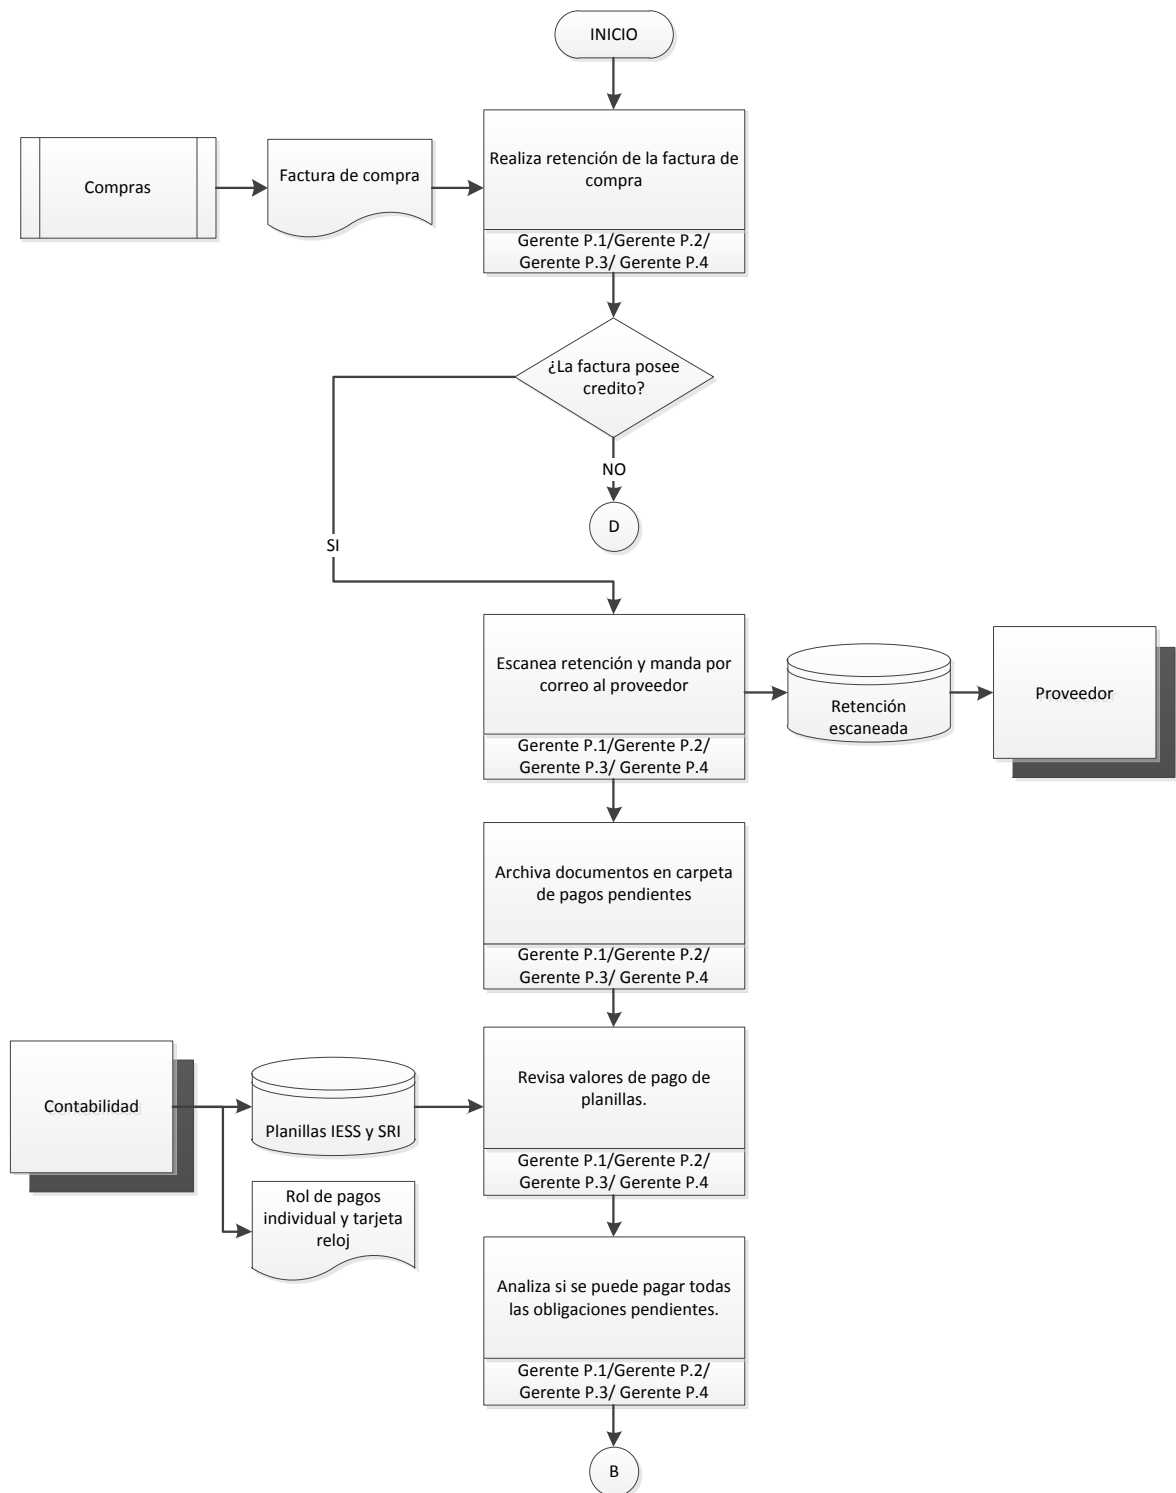 INICIO
Compras
Factura de compra
Realiza retención de la factura de
compra
Gerente P.1/Gerente P.2/
Gerente P.3/ Gerente P.4
¿La factura posee
credito?
NO
D
SI
Escanea retención y manda por
correo al proveedor
Gerente P.1/Gerente P.2/
Gerente P.3/ Gerente P.4
Retención
escaneada
Proveedor
Archiva documentos en carpeta
de pagos pendientes
Gerente P.1/Gerente P.2/
Gerente P.3/ Gerente P.4
Contabilidad
Planillas IESS y SRI
Revisa valores de pago de
planillas.
Gerente P.1/Gerente P.2/
Gerente P.3/ Gerente P.4
Rol de pagos
individual y tarjeta
reloj
Analiza si se puede pagar todas
las obligaciones pendientes.
Gerente P.1/Gerente P.2/
Gerente P.3/ Gerente P.4
B